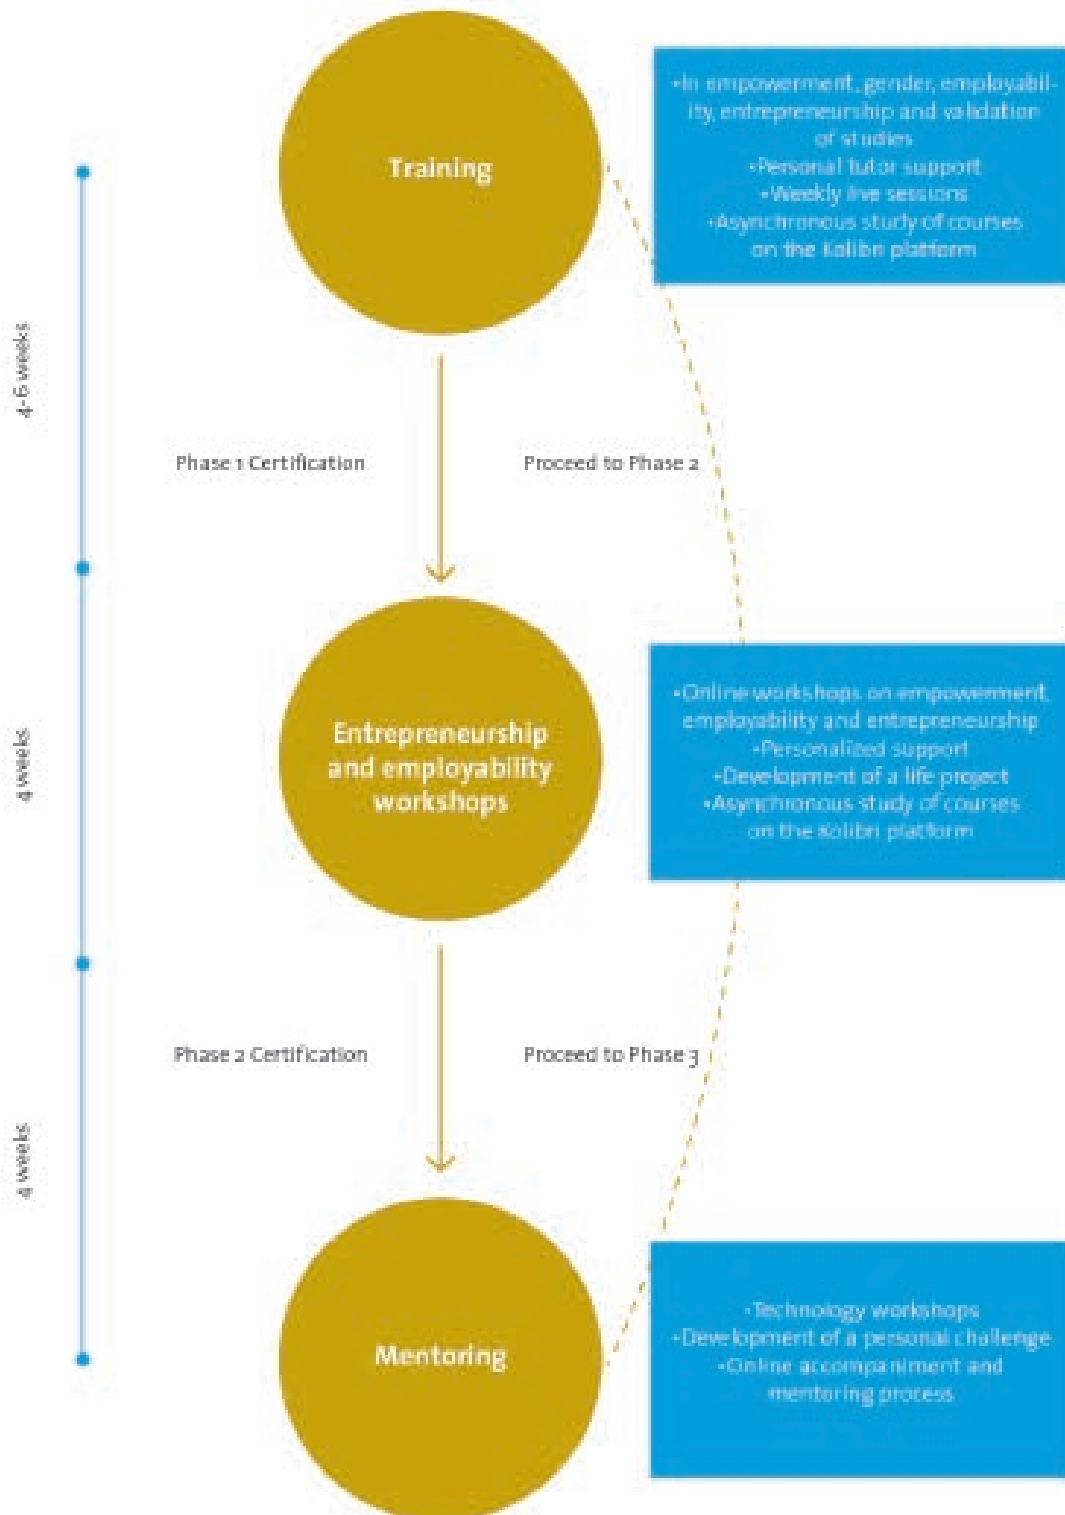 Training
•In empowerment, gender, employabil-
ity, entrepreneurship and validation
of studies
•Personal tutor support
•Weekly live sessions
•Asynchronous study of courses
on the Kolibri platform
4-6 weeks
Phase 1 Certification
Proceed to Phase 2
Entrepreneurship
and employability
workshops
•Online workshops on empowerment,
employability and entrepreneurship
•Personalized support
•Development of a life project
•Asynchronous study of courses
on the Kolibri platform
4 weeks
Phase 2 Certification
Proceed to Phase 3
4 weeks
Mentoring
•Technology workshops
•Development of a personal challenge
•Online accompaniment and
mentoring process